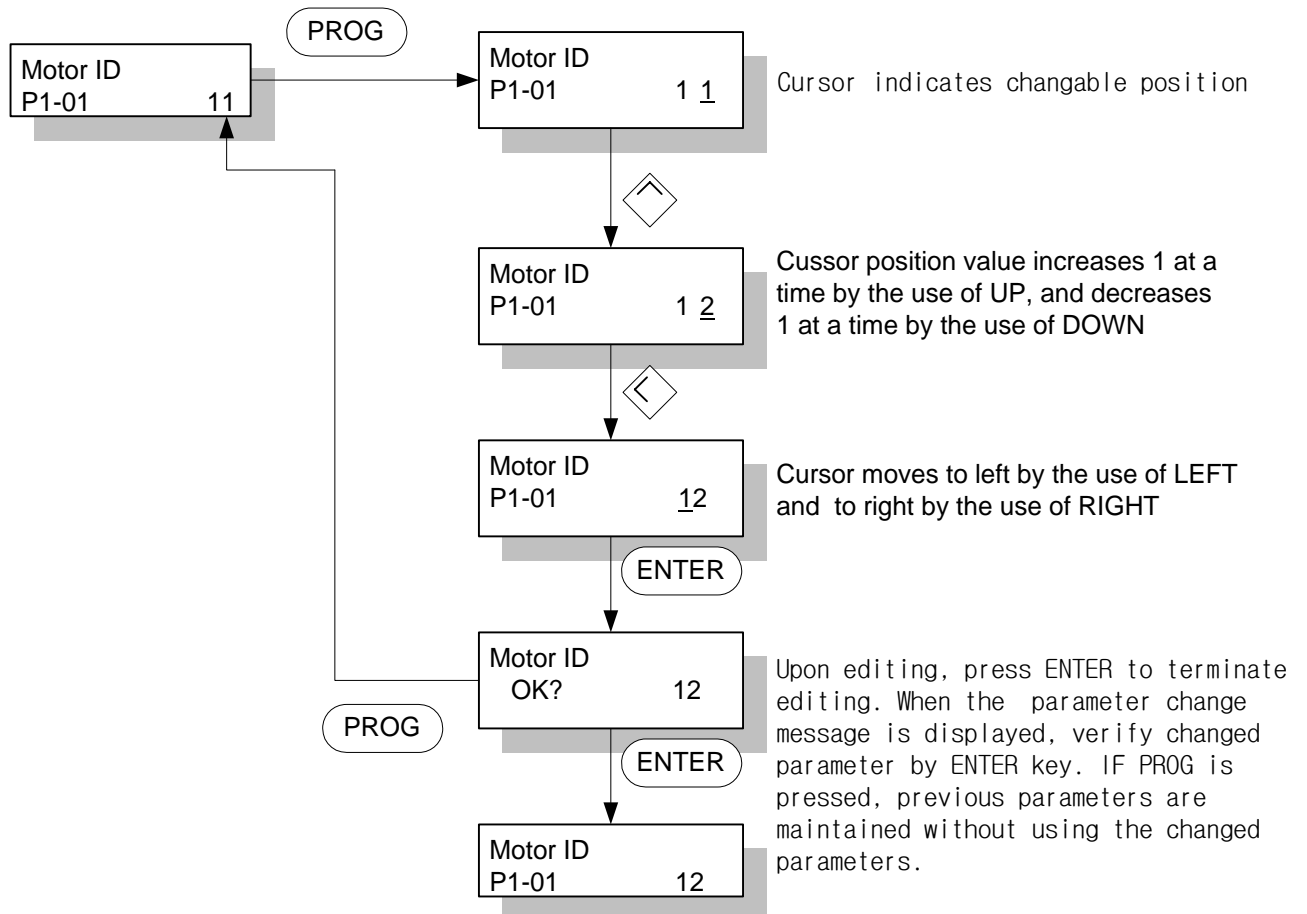 PROG
Motor ID
P1-01 11
Motor ID
P1-01 1 1
Cursor indicates changable position
Motor ID
P1-01 1 2
Cussor position value increases 1 at a
time by the use of UP, and decreases
1 at a time by the use of DOWN
Motor ID
P1-01 12
Cursor moves to left by the use of LEFT
and to right by the use of RIGHT
ENTER
Motor ID
OK? 12
PROG
Upon editing, press ENTER to terminate
editing. When the parameter change
message is displayed, verify changed
parameter by ENTER key. IF PROG is
pressed, previous parameters are
maintained without using the changed
parameters.
ENTER
Motor ID
P1-01 12